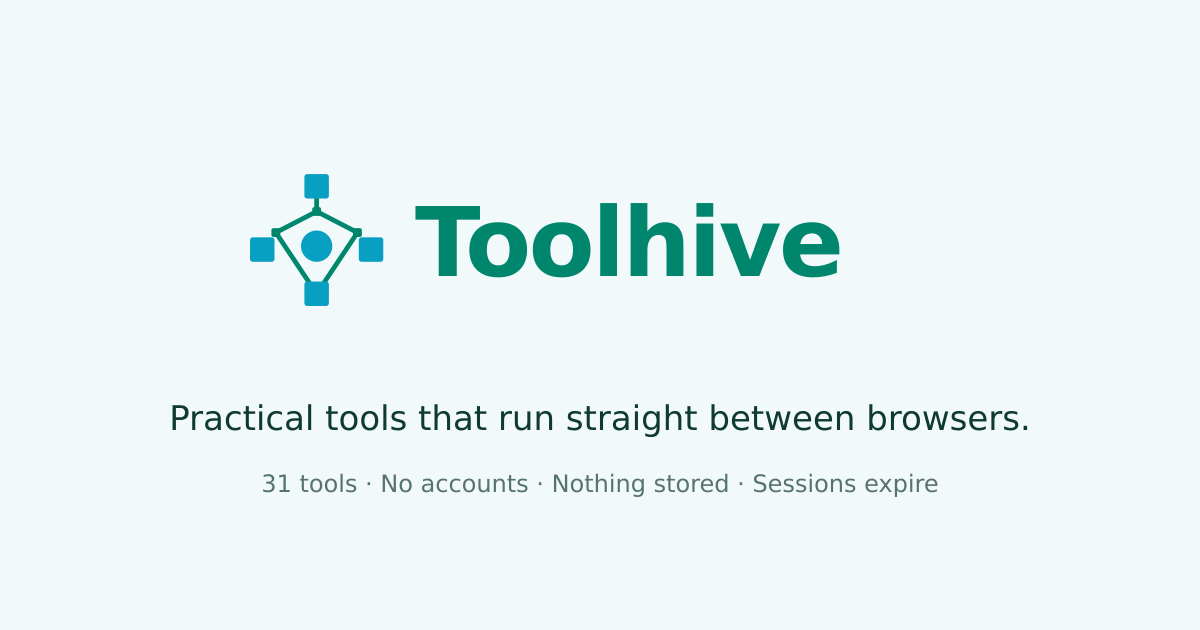 Toolhive
Practical tools that run straight between browsers.
31 tools · No accounts · Nothing stored · Sessions expire